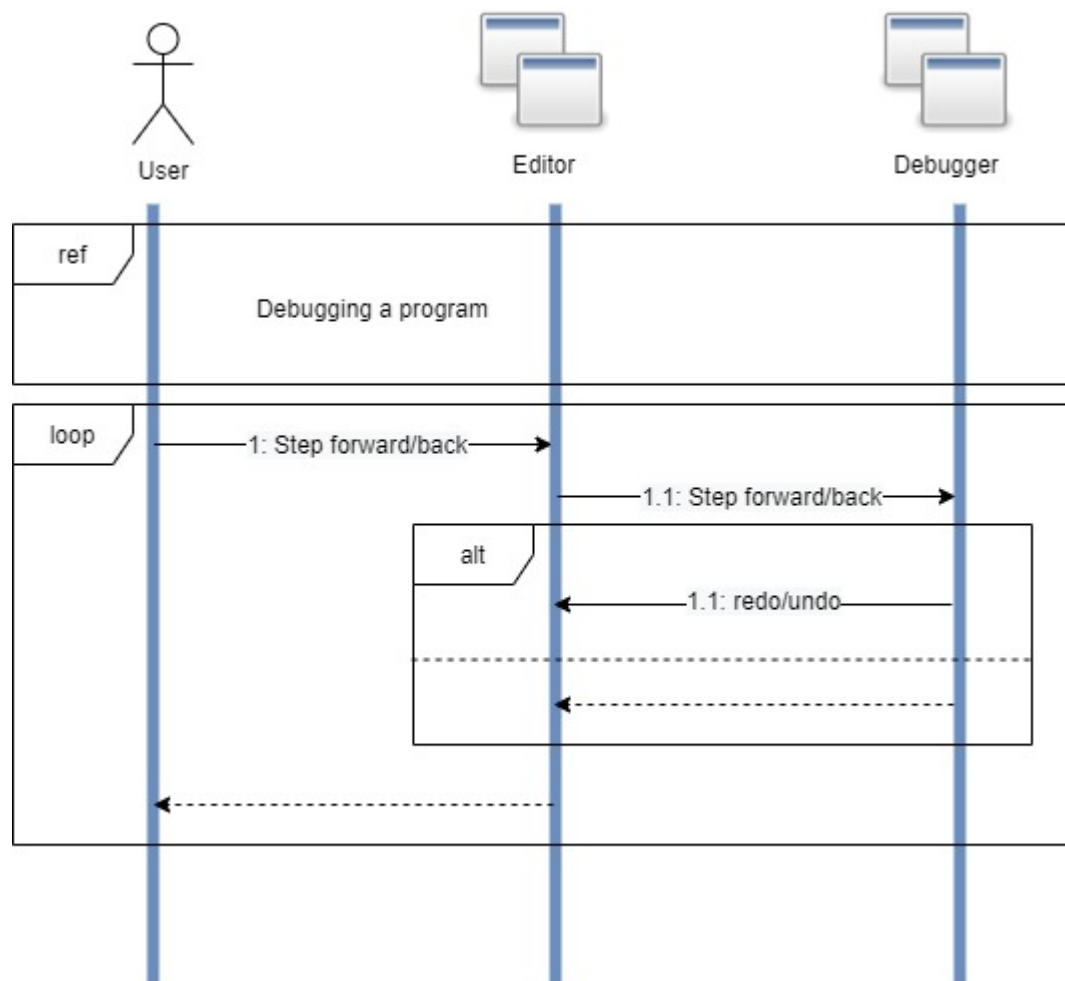 User
Editor
Debugger
ref
Debugging a program
loop
1: Step forward/back
1.1: Step forward/back
alt
1.1: redo/undo